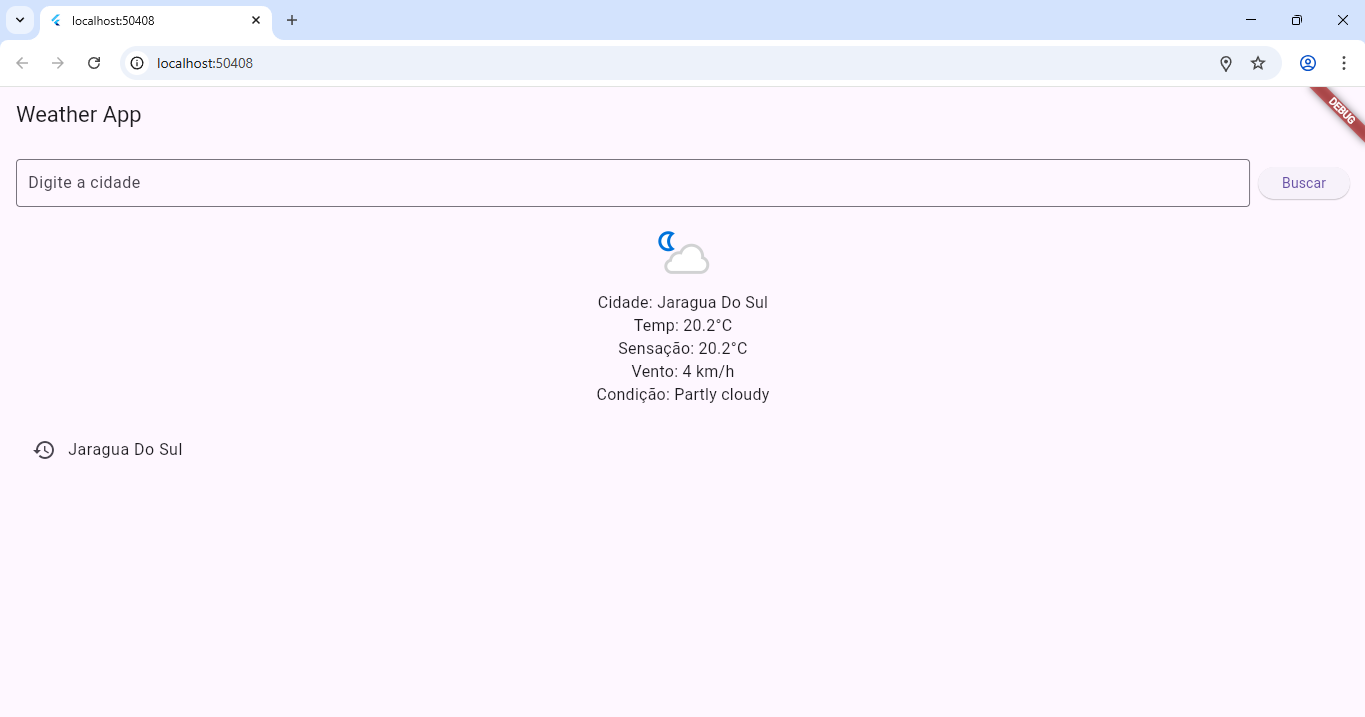 localhost:50408
localhost:50408
Weather App
DEBUG
Digite a cidade
Buscar
Cidade: Jaragua Do Sul
Temp: 20.2°C
Sensação: 20.2°C
Vento: 4 km/h
Condição: Partly cloudy
Jaragua Do Sul